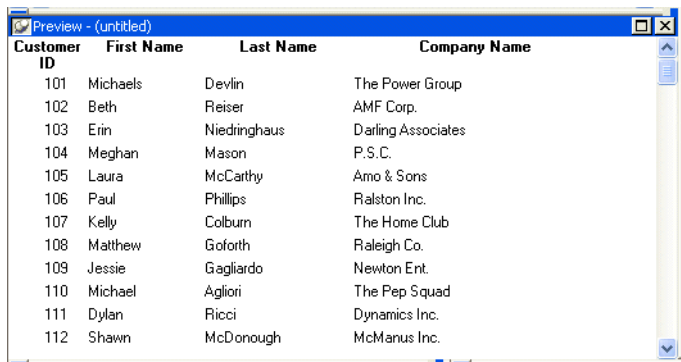 Preview - (untitled)
Customer ID First Name Last Name Company Name
101 Michaels Devlin The Power Group
102 Beth Reiser AMF Corp.
103 Erin Niedringhaus Darling Associates
104 Meghan Mason P.S.C.
105 Laura McCarthy Amo & Sons
106 Paul Phillips Ralston Inc.
107 Kelly Colburn The Home Club
108 Matthew Goforth Raleigh Co.
109 Jessie Gagliardo Newton Ent.
110 Michael Agliori The Pep Squad
111 Dylan Ricci Dynamics Inc.
112 Shawn McDonough McManus Inc.